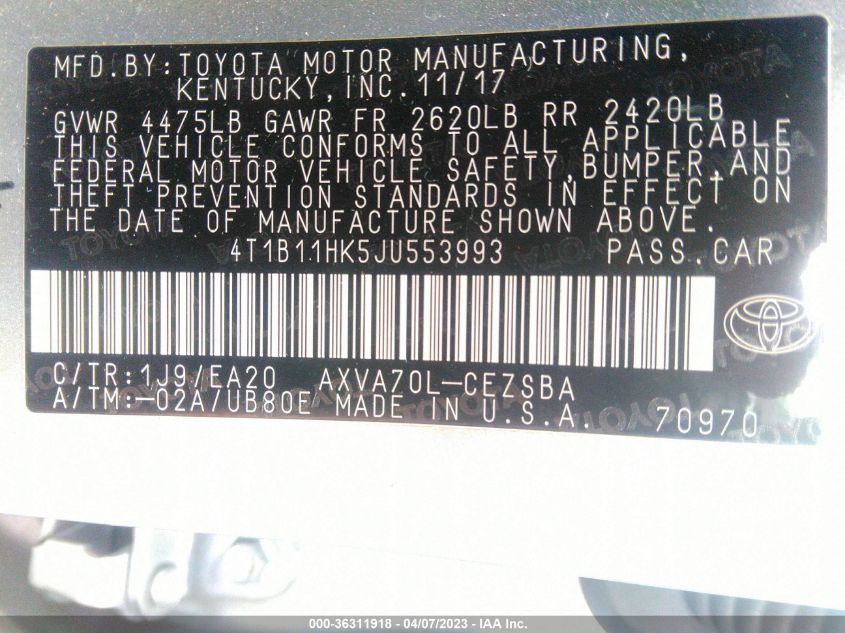 MFD.BY:TOYOTA MOTOR MANUFACTURING,
KENTUCKY,INC.11/17
GVWR 4475LB GAWR FR 2620LB RR 2420LB
THIS VEHICLE CONFORMS TO ALL APPLICABLE
FEDERAL MOTOR VEHICLE SAFETY,BUMPER,AND
THEFT PREVENTION STANDARDS IN EFFECT ON
THE DATE OF MANUFACTURE SHOWN ABOVE.
4T1B11HK5JU553993 PASS.CAR
C/TR:1J9/EA20 AXVA70L-CEZSBA
A/TM:-02A/UB80E MADE IN U.S.A. 70970
000-36311918 - 04/07/2023 - IAA Inc.